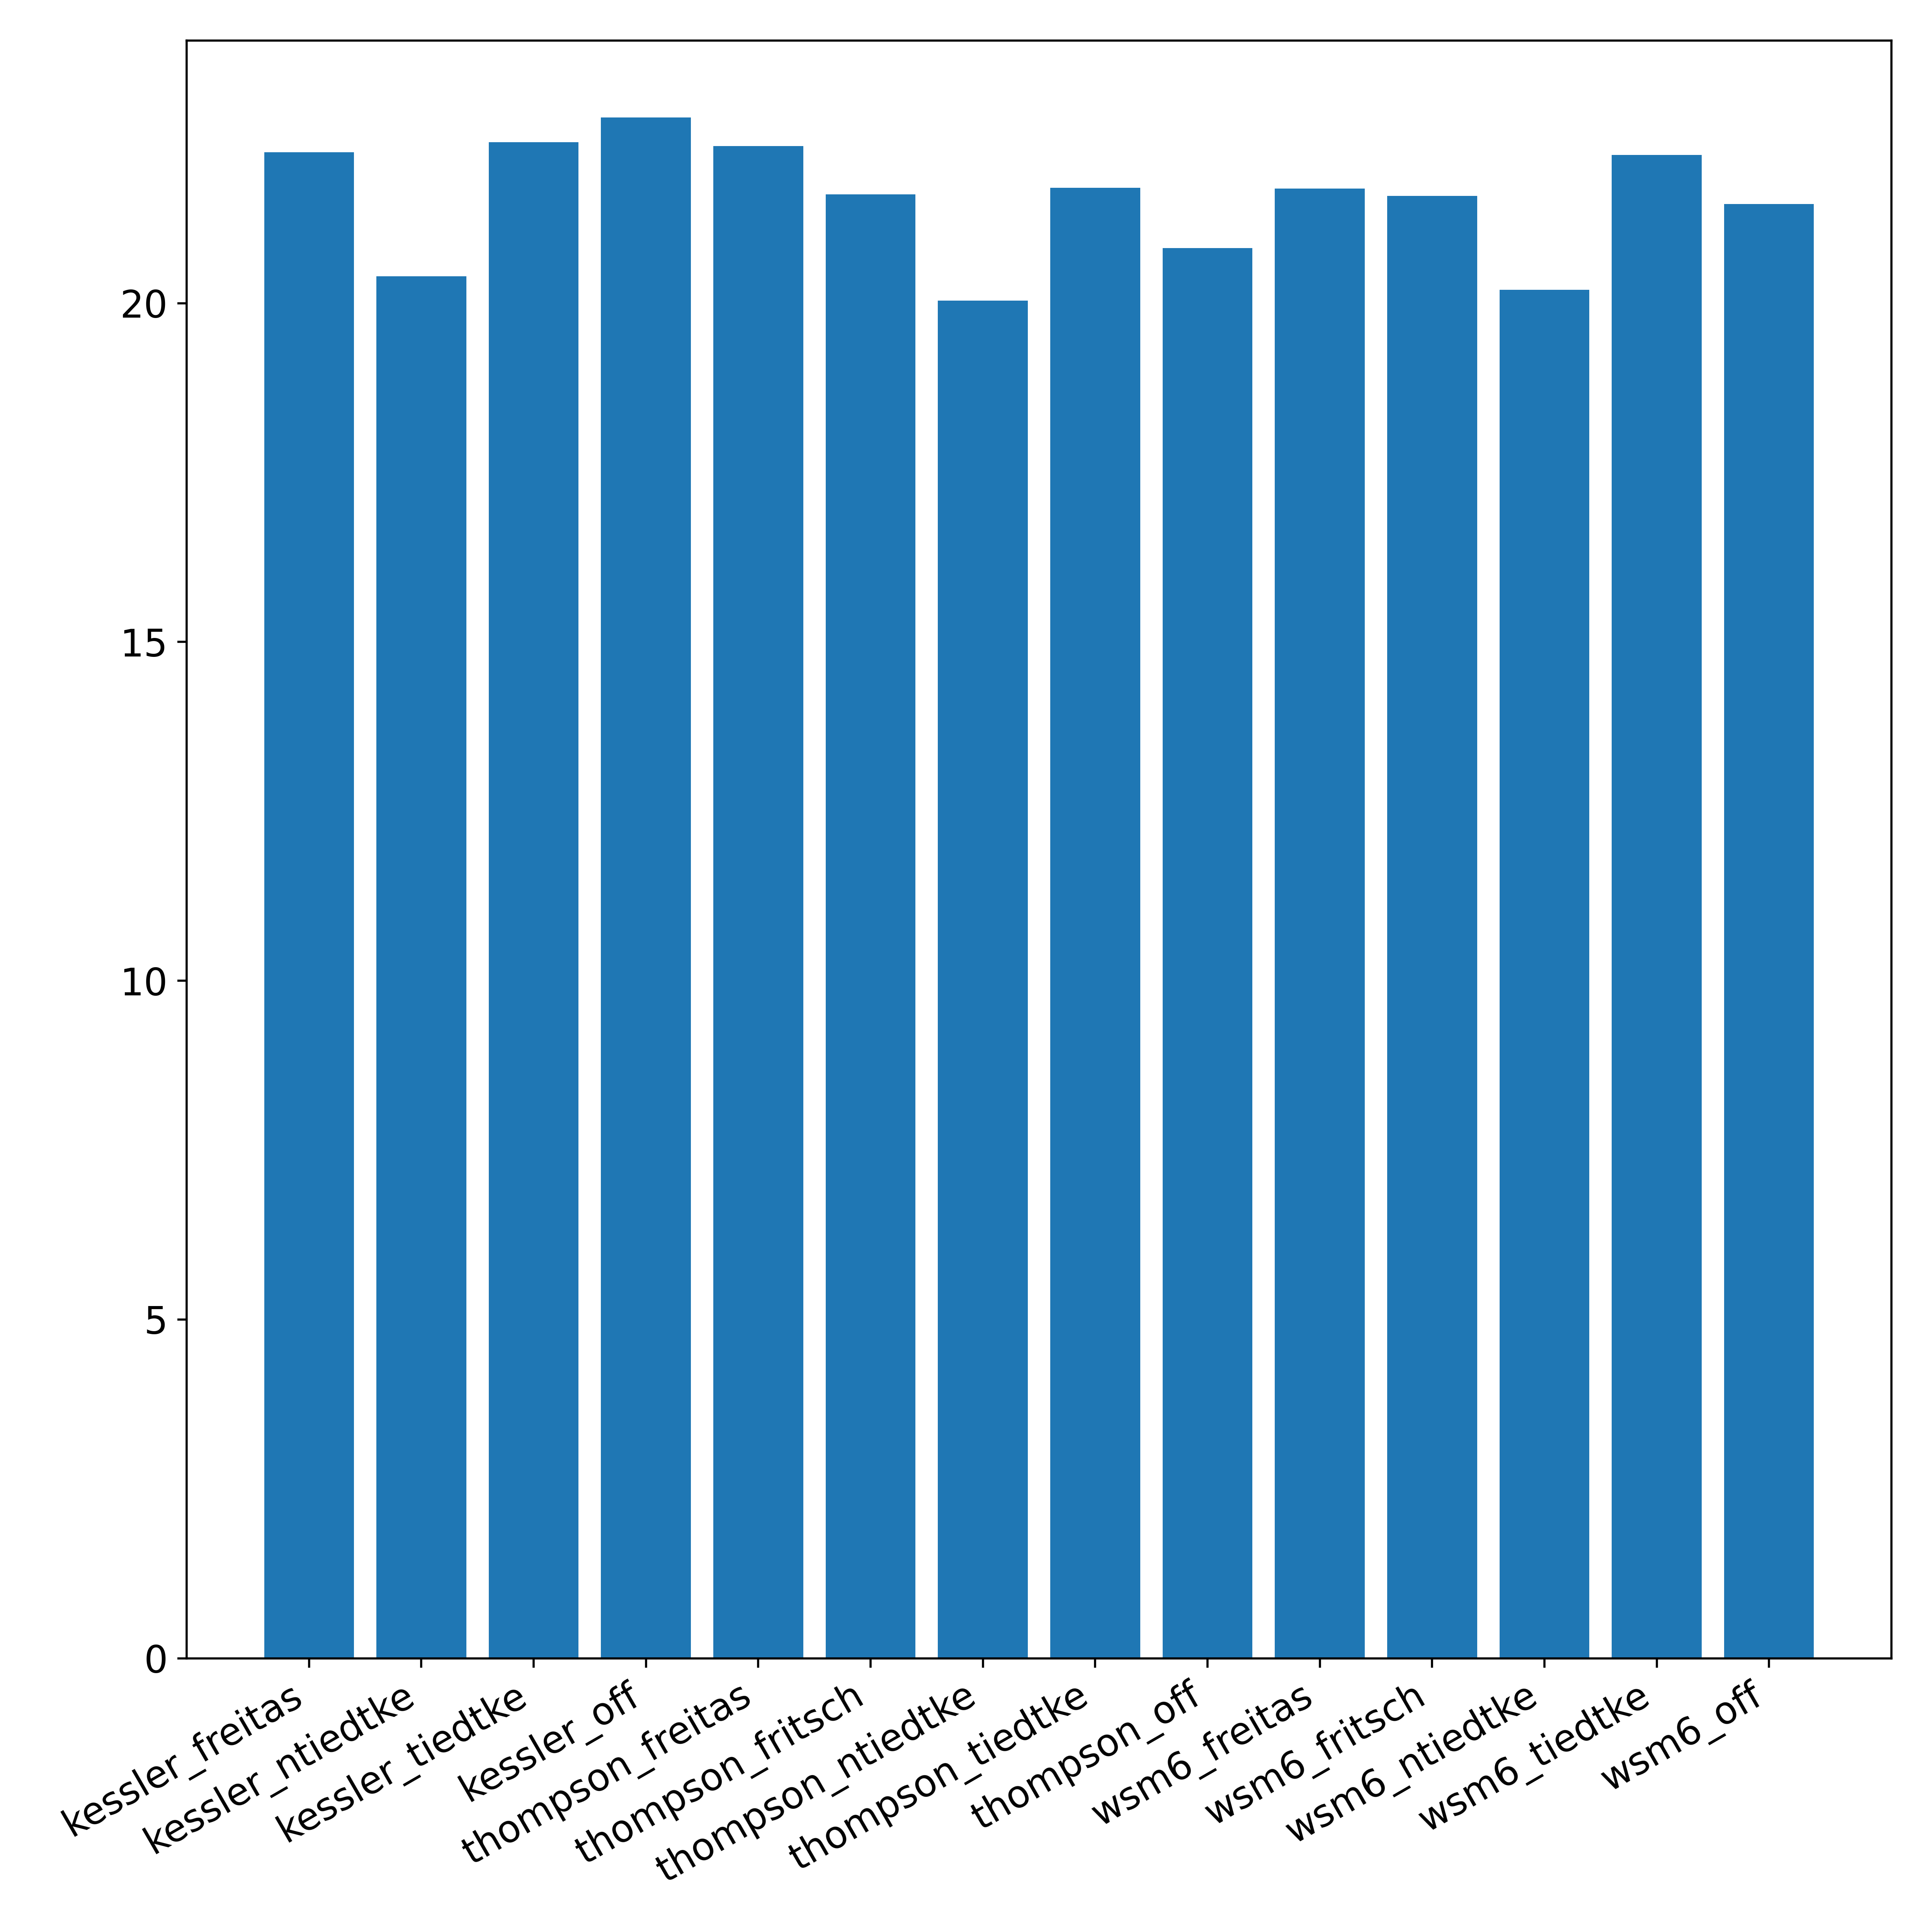 20
15
10
5
0
kessler_freitas
kessler_ntiedtke
kessler_tiedtke
kessler_off
thompson_freitas
thompson_fritsch
thompson_ntiedtke
thompson_tiedtke
thompson_off
wsm6_freitas
wsm6_fritsch
wsm6_ntiedtke
wsm6_tiedtke
wsm6_off